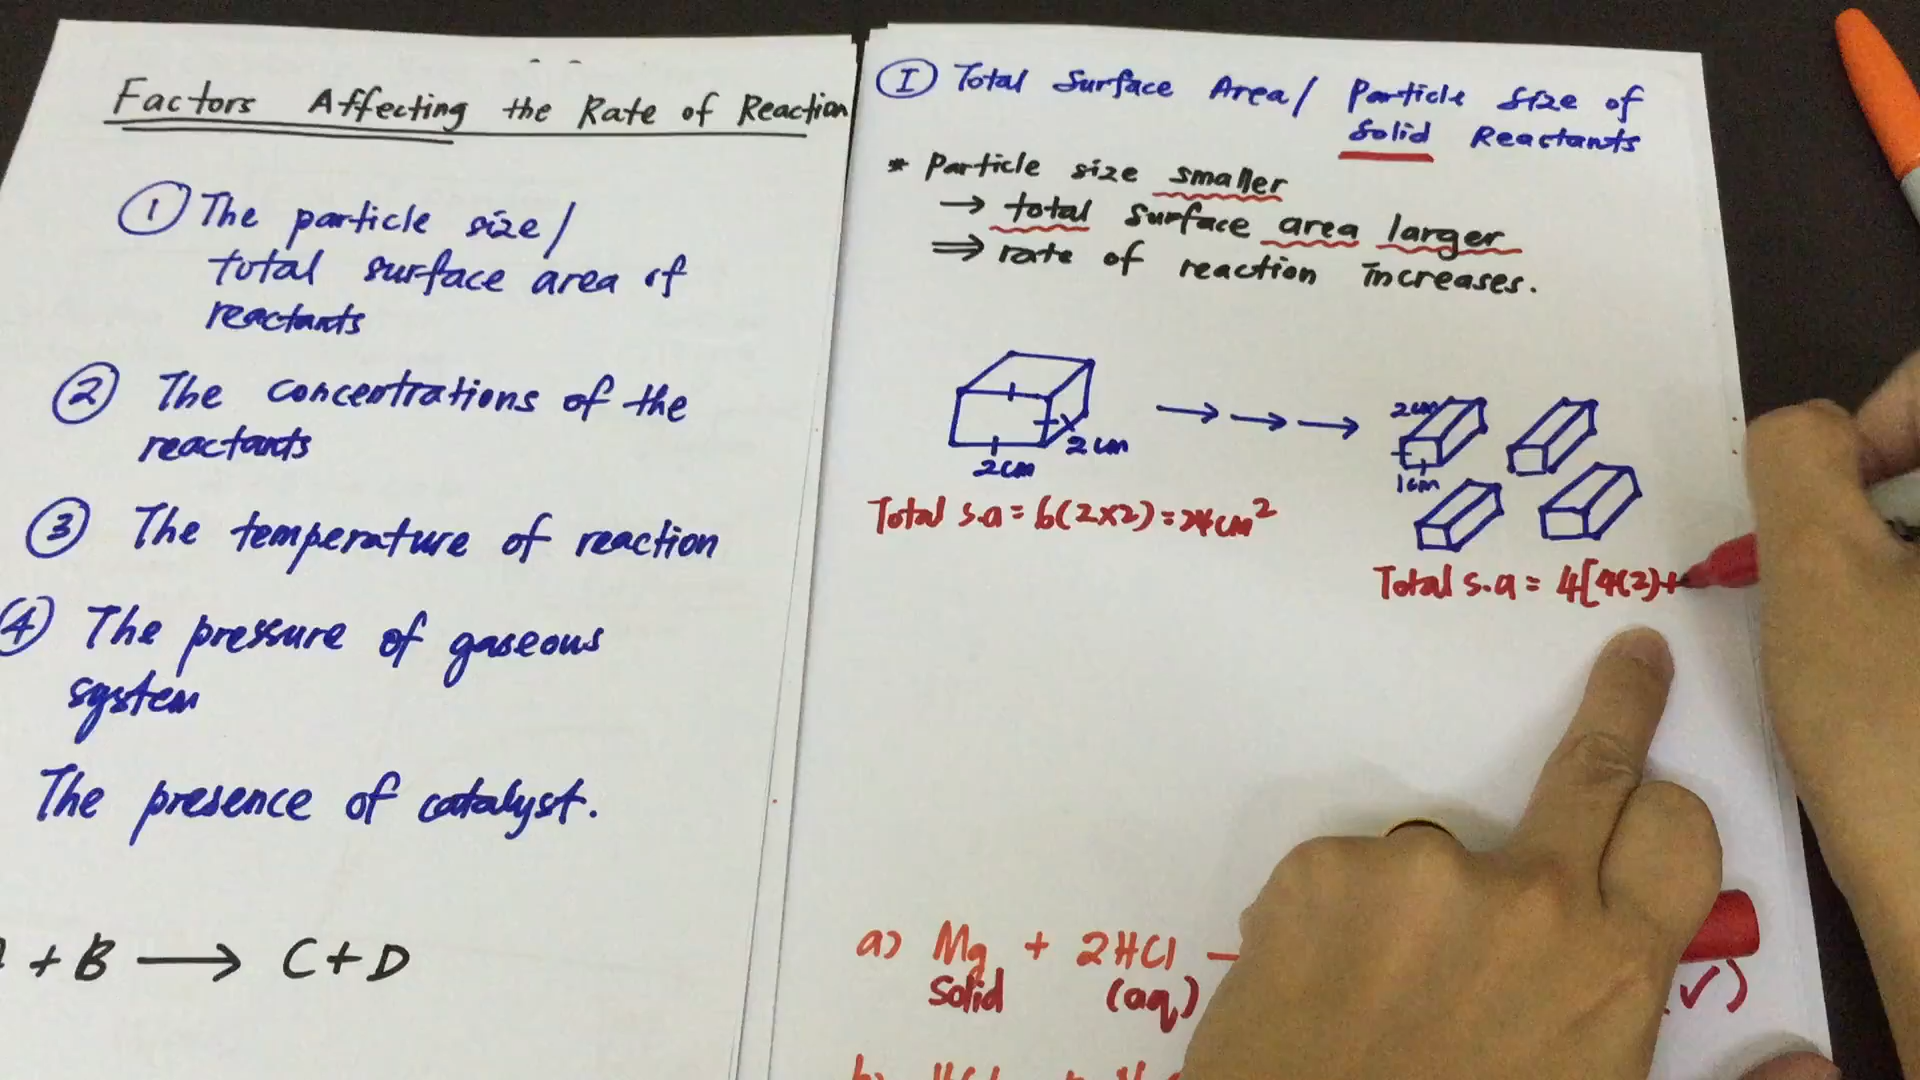 Factors Affecting the Rate of Reaction
① The particle size /
total surface area of
reactants
② The concentrations of the
reactants
③ The temperature of reaction
④ The pressure of gaseous
system
The presence of catalyst.
+ B → C + D
Ⓘ Total Surface Area / Particle Size of
Solid Reactants
* Particle size smaller
→ total surface area larger
⇒ rate of reaction increases.
2cm
2cm
Total s.a = 6(2×2) = 24cm²
2cm
1cm
Total s.a = 4[4(2)+
a) Mg + 2HCl –
Solid (aq)
✓)